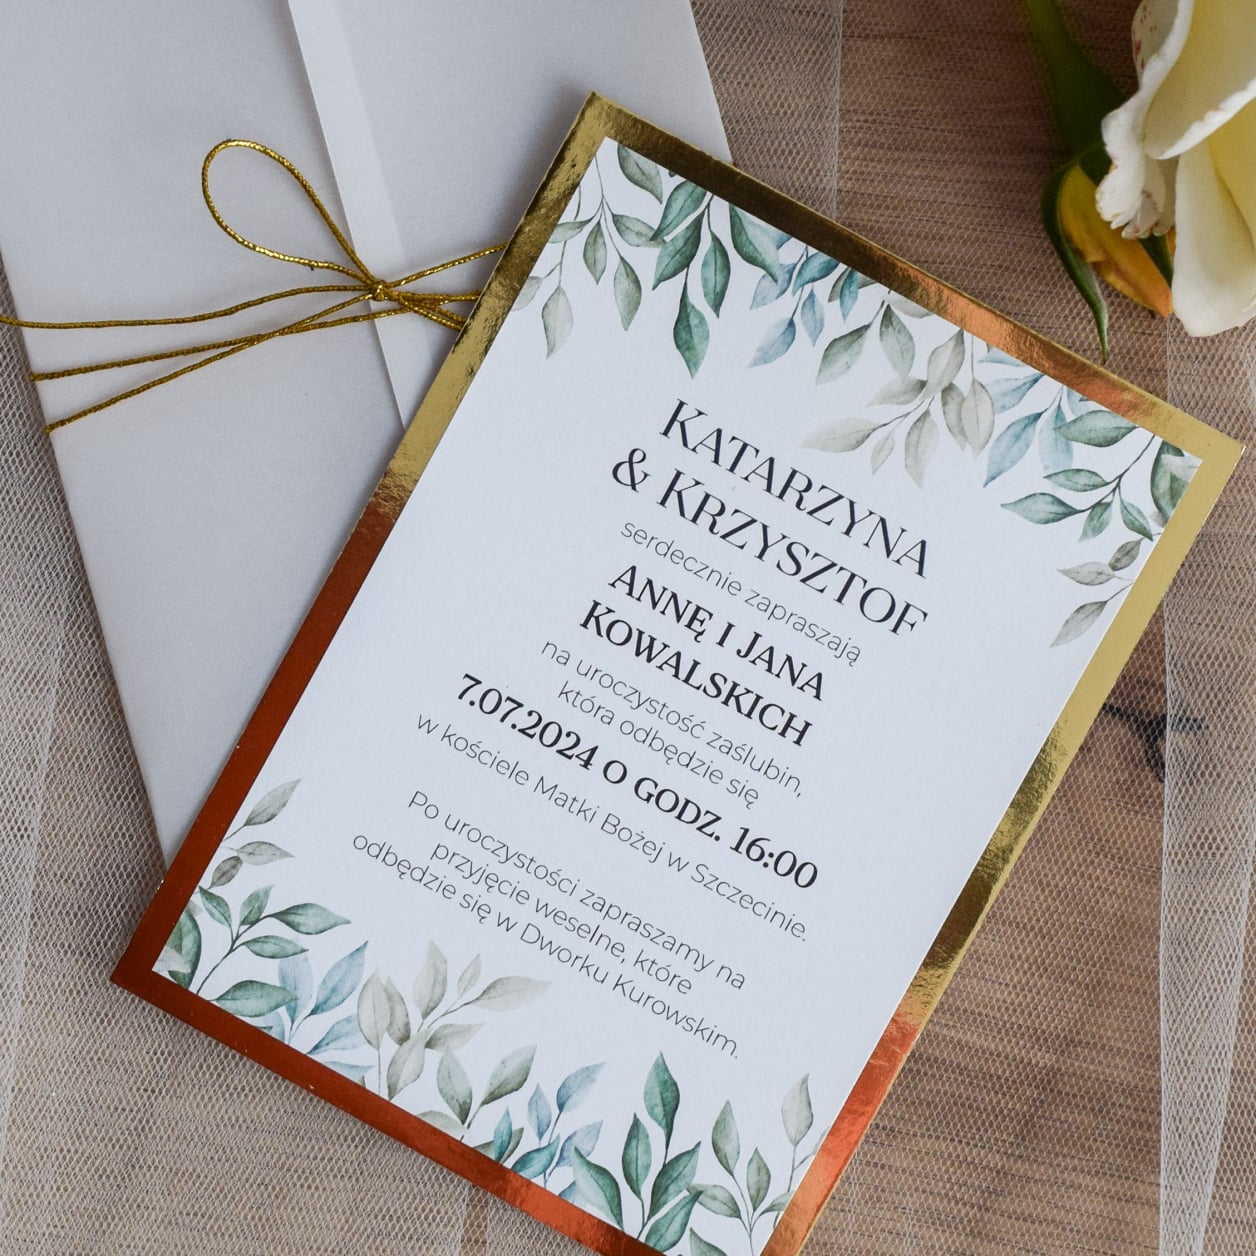 KATARZYNA
& KRZYSZTOF
serdecznie zapraszają
ANNĘ I JANA
KOWALSKICH
na uroczystość zaślubin,
która odbędzie się
7.07.2024 O GODZ. 16:00
w kościele Matki Bożej w Szczecinie.
Po uroczystości zapraszamy na
przyjęcie weselne, które
odbędzie się w Dworku Kurowskim.